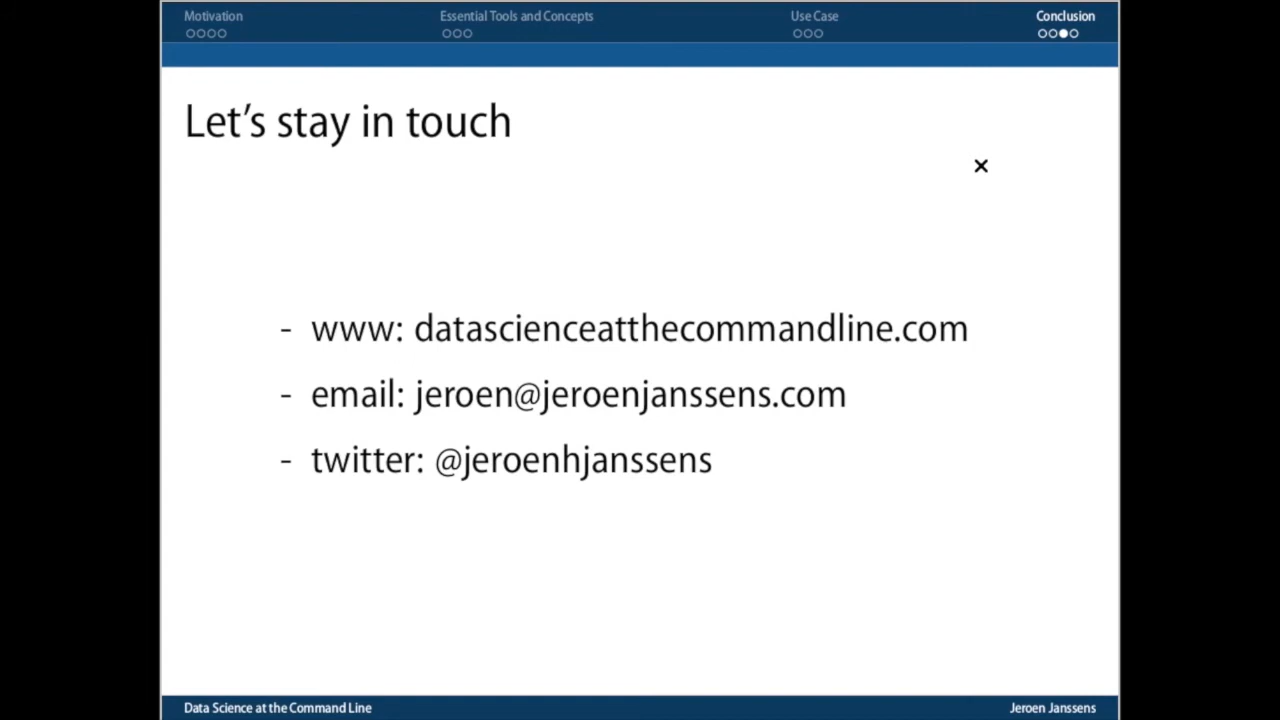 Motivation
Essential Tools and Concepts
Use Case
Conclusion
Let’s stay in touch
- www: datascienceatthecommandline.com
- email: jeroen@jeroenjanssens.com
- twitter: @jeroenhjanssens
Data Science at the Command Line
Jeroen Janssens